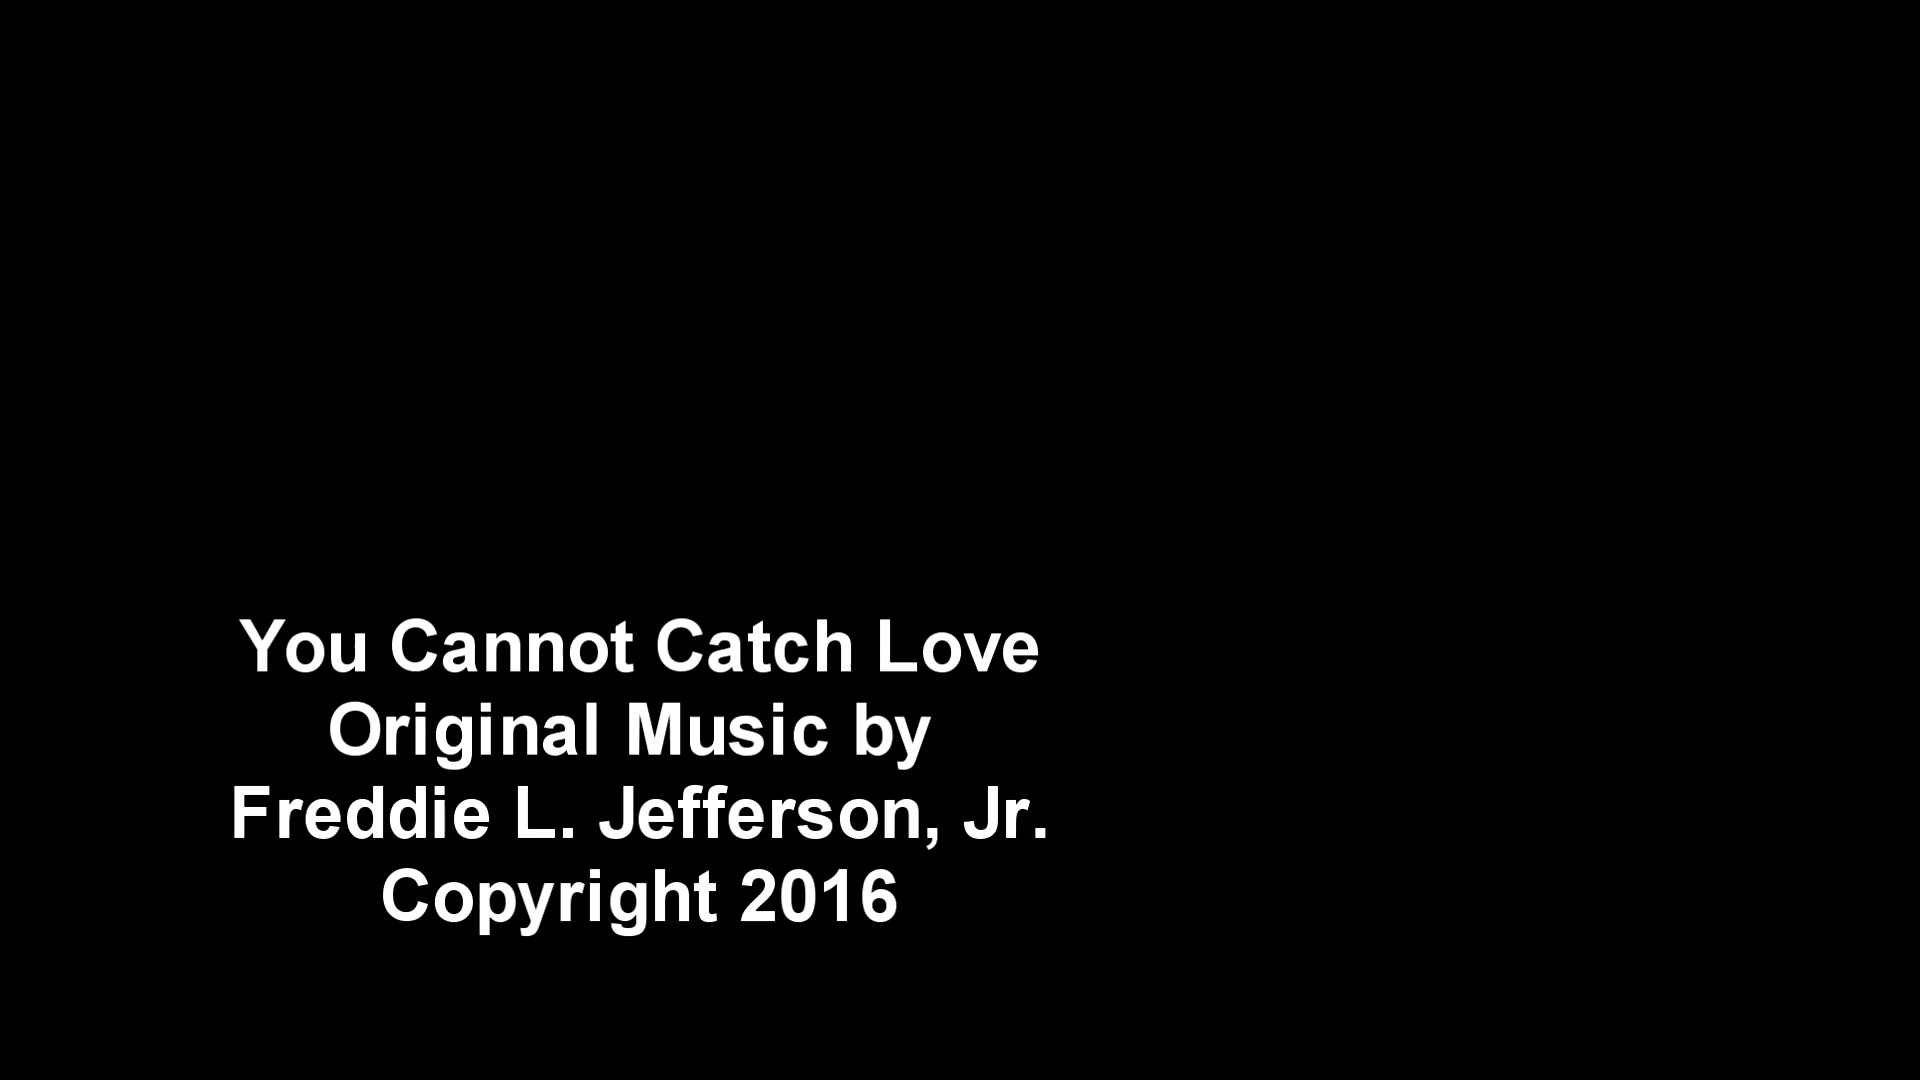 You Cannot Catch Love
Original Music by
Freddie L. Jefferson, Jr.
Copyright 2016